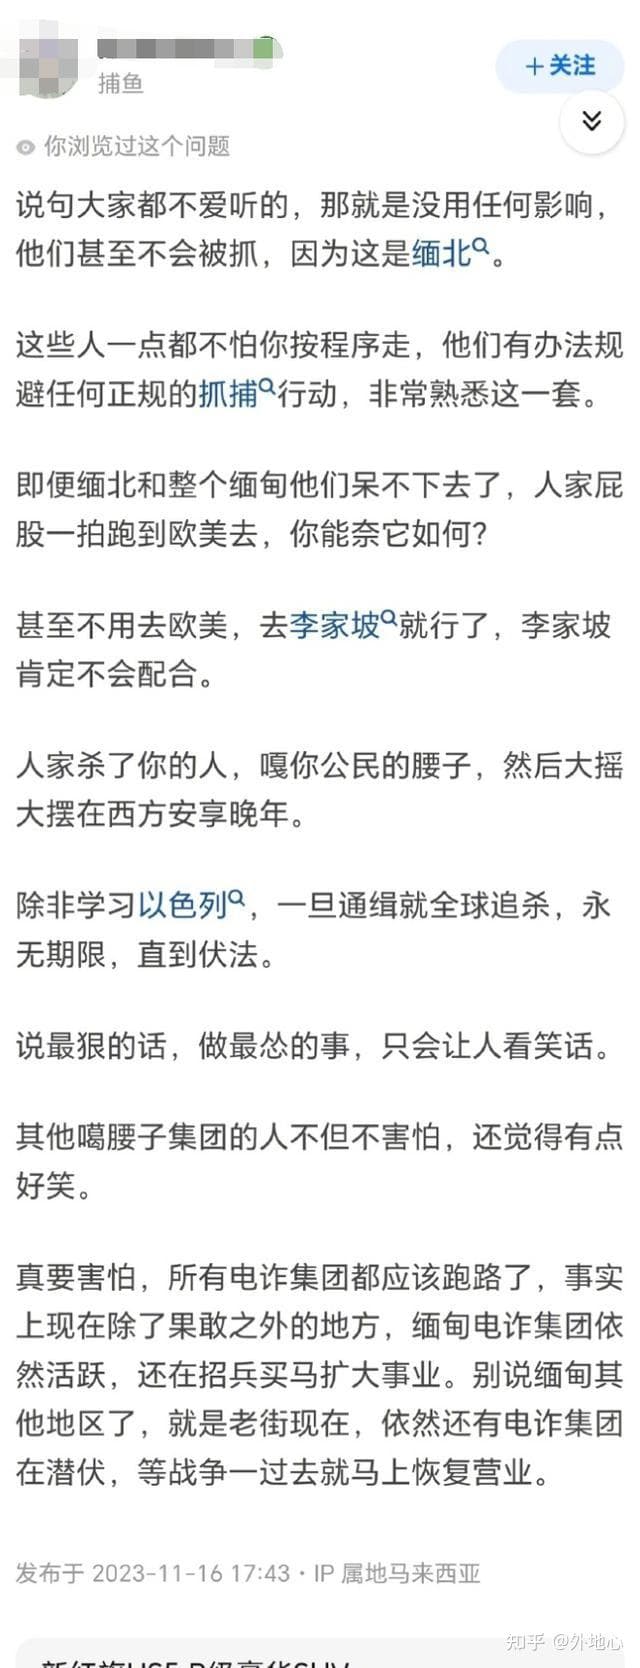 捕鱼
+关注
你浏览过这个问题
说句大家都不爱听的，那就是没用任何影响，
他们甚至不会被抓，因为这是缅北。
这些人一点都不怕你按程序走，他们有办法规
避任何正规的抓捕行动，非常熟悉这一套。
即便缅北和整个缅甸他们呆不下去了，人家屁
股一拍跑到欧美去，你能奈它如何？
甚至不用去欧美，去李家坡就行了，李家坡
肯定不会配合。
人家杀了你的人，嘎你公民的腰子，然后大摇
大摆在西方安享晚年。
除非学习以色列，一旦通缉就全球追杀，永
无期限，直到伏法。
说最狠的话，做最怂的事，只会让人看笑话。
其他噶腰子集团的人不但不害怕，还觉得有点
好笑。
真要害怕，所有电诈集团都应该跑路了，事实
上现在除了果敢之外的地方，缅甸电诈集团依
然活跃，还在招兵买马扩大事业。别说缅甸其
他地区了，就是老街现在，依然还有电诈集团
在潜伏，等战争一过去就马上恢复营业。
发布于 2023-11-16 17:43・IP 属地马来西亚
知乎 @外地心